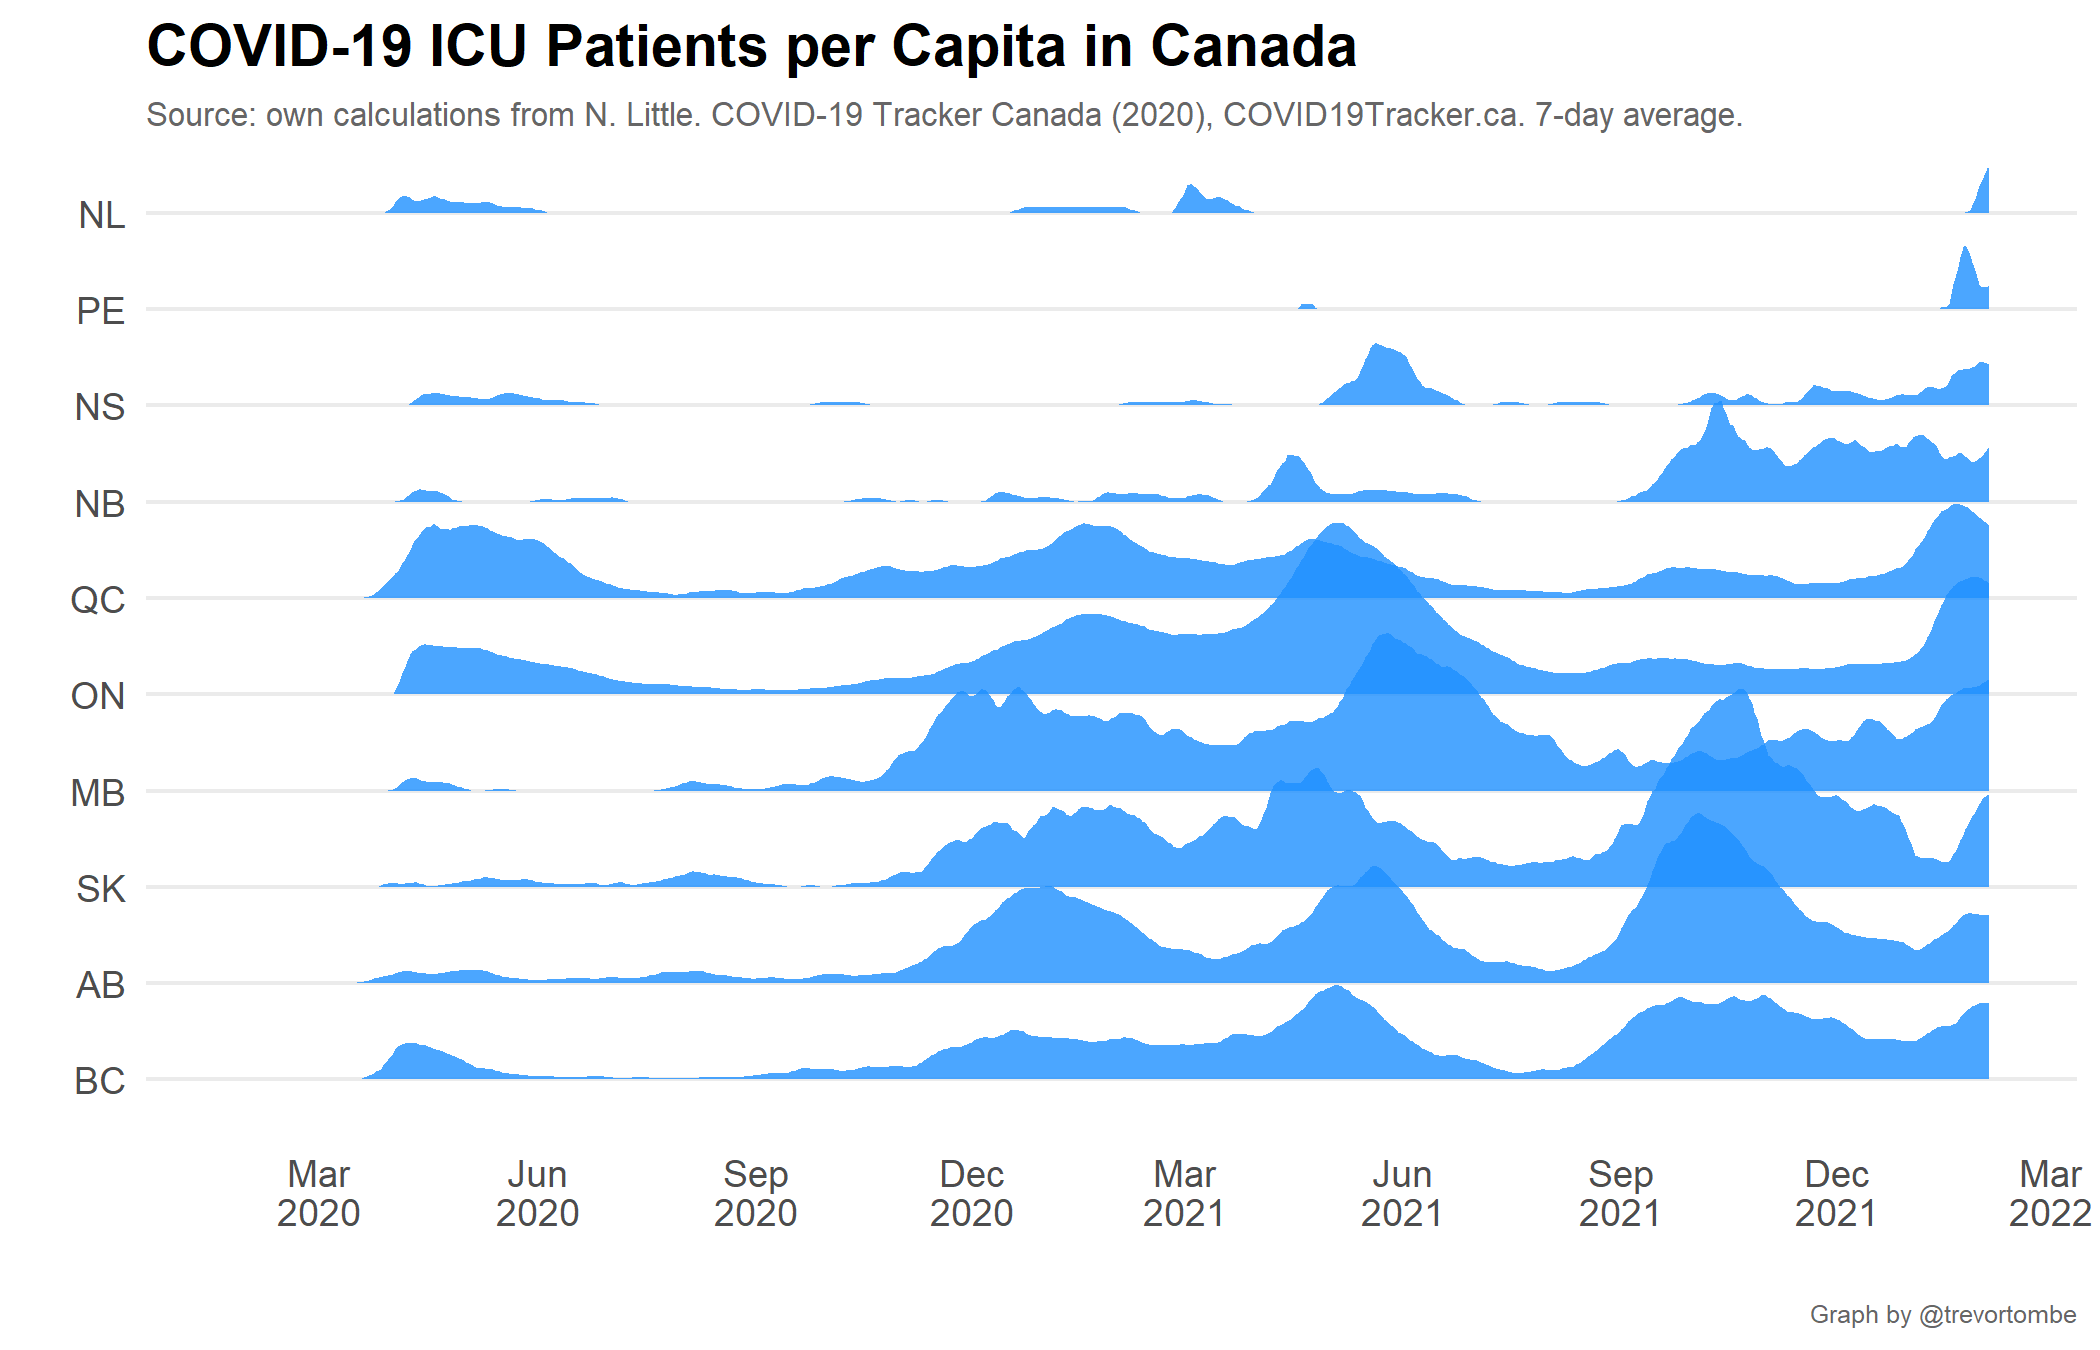 COVID-19 ICU Patients per Capita in Canada
Source: own calculations from N. Little. COVID-19 Tracker Canada (2020), COVID19Tracker.ca. 7-day average.
NL
PE
NS
NB
QC
ON
MB
SK
AB
BC
Mar Jun Sep Dec Mar Jun Sep Dec Mar
2020 2020 2020 2020 2021 2021 2021 2021 2022
Graph by @trevortombe